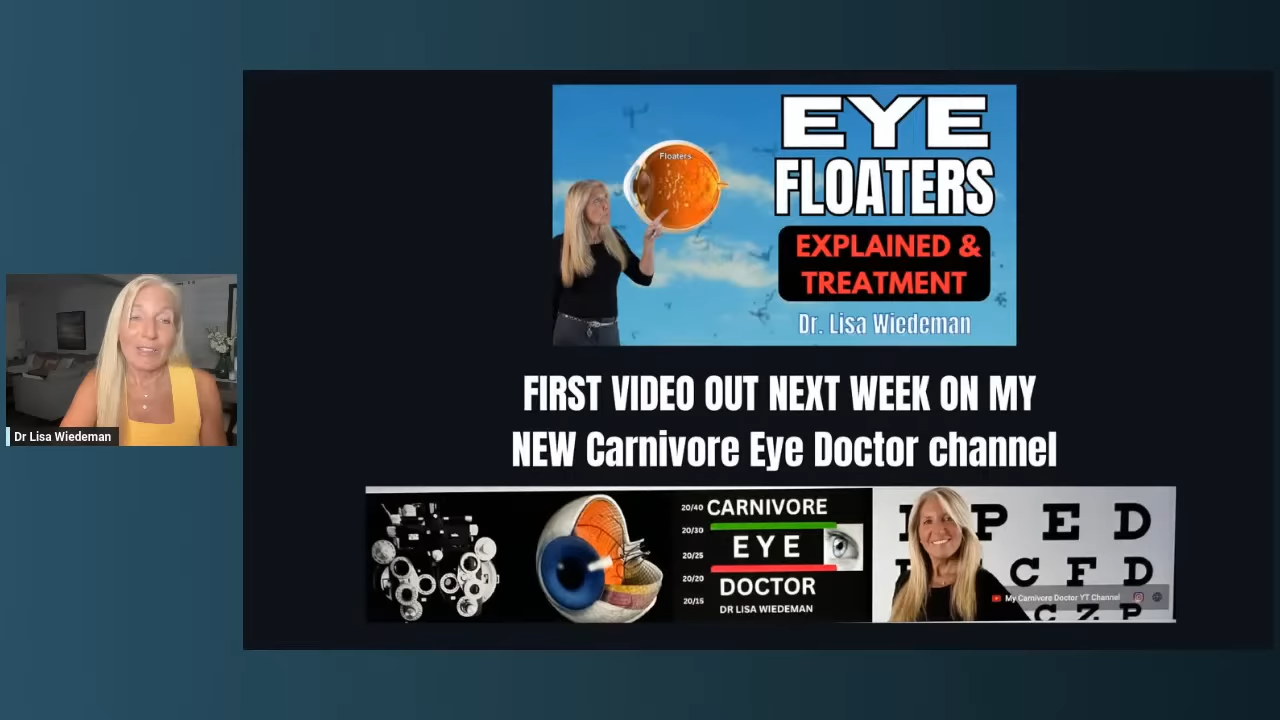 Floaters
EYE
FLOATERS
EXPLAINED &
TREATMENT
Dr. Lisa Wiedeman
Dr Lisa Wiedeman
FIRST VIDEO OUT NEXT WEEK ON MY
NEW Carnivore Eye Doctor channel
20/40
20/30
20/25
20/20
20/15
CARNIVORE
EYE
DOCTOR
DR LISA WIEDEMAN
P E D
C F D
C Z P
My Carnivore Doctor YT Channel